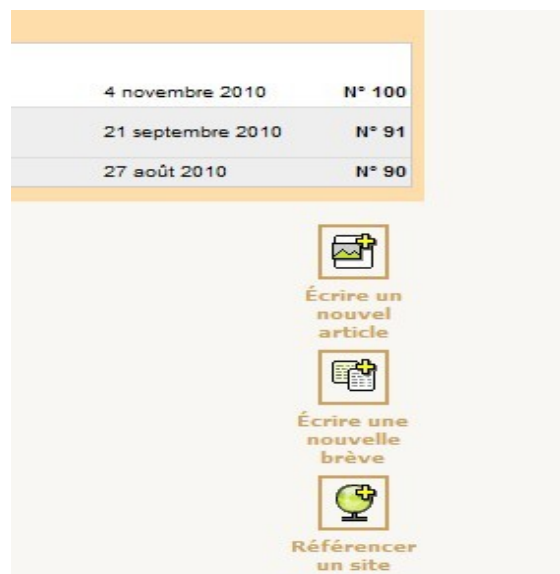 4 novembre 2010 N° 100
21 septembre 2010 N° 91
27 août 2010 N° 90
Écrire un
nouvel
article
Écrire une
nouvelle
brève
Référencer
un site